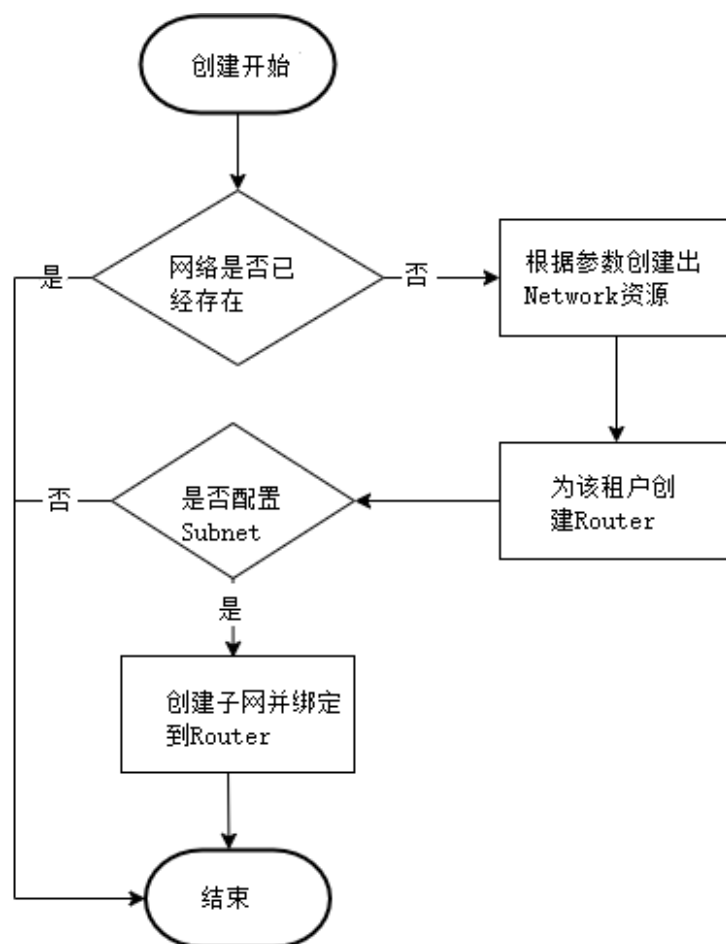 创建开始
网络是否已
经存在
是
否
根据参数创建出
Network资源
为该租户创
建Router
是否配置
Subnet
否
是
创建子网并绑定
到Router
结束